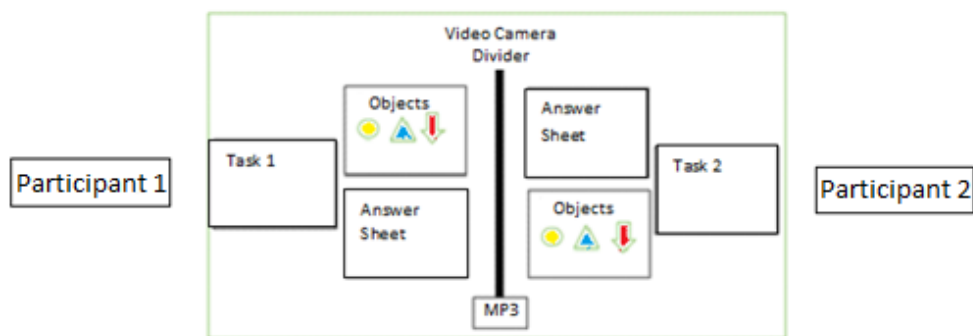 Video Camera
Divider
Objects
Answer
Sheet
Task 1
Task 2
Participant 1
Participant 2
Answer
Sheet
Objects
MP3